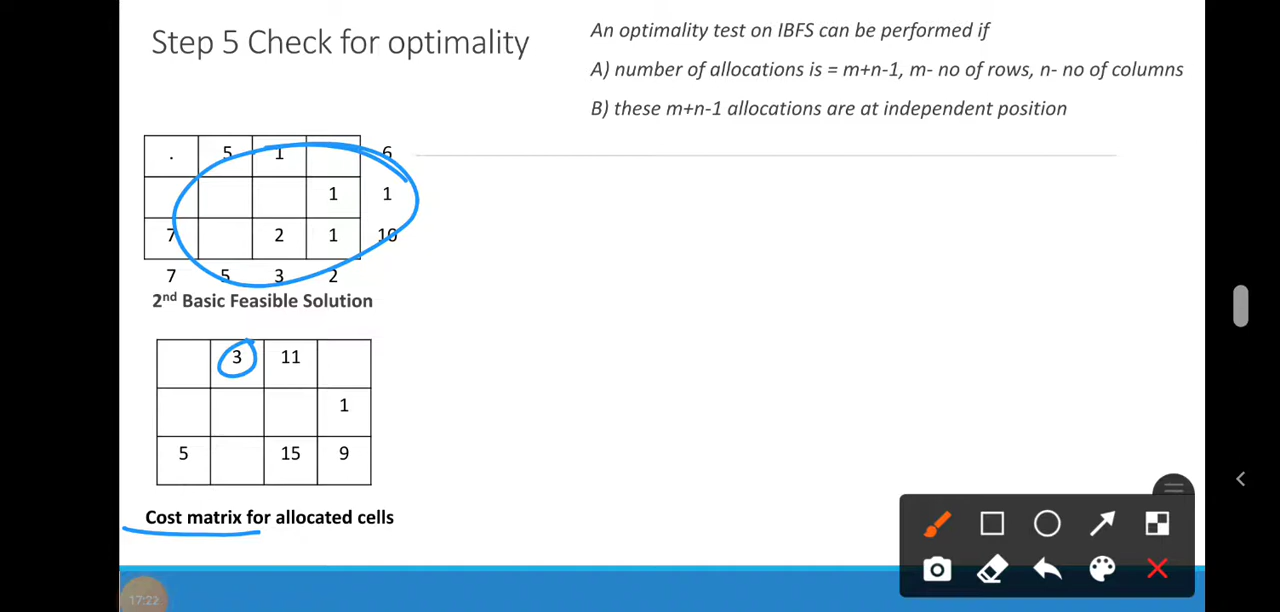 Step 5 Check for optimality
An optimality test on IBFS can be performed if
A) number of allocations is = m+n-1, m- no of rows, n- no of columns
B) these m+n-1 allocations are at independent position
. 5 1 6
1 1
7 2 1 10
7 5 3 2
2nd Basic Feasible Solution
3 11
1
5 15 9
Cost matrix for allocated cells
17:22